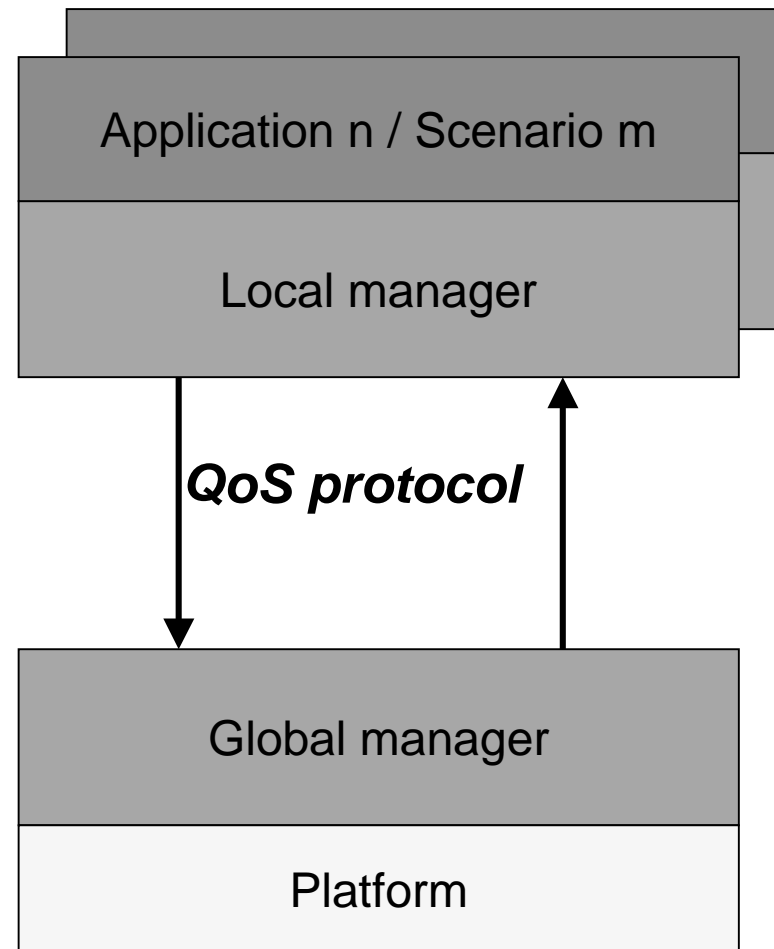 Application n / Scenario m
Local manager
QoS protocol
Global manager
Platform